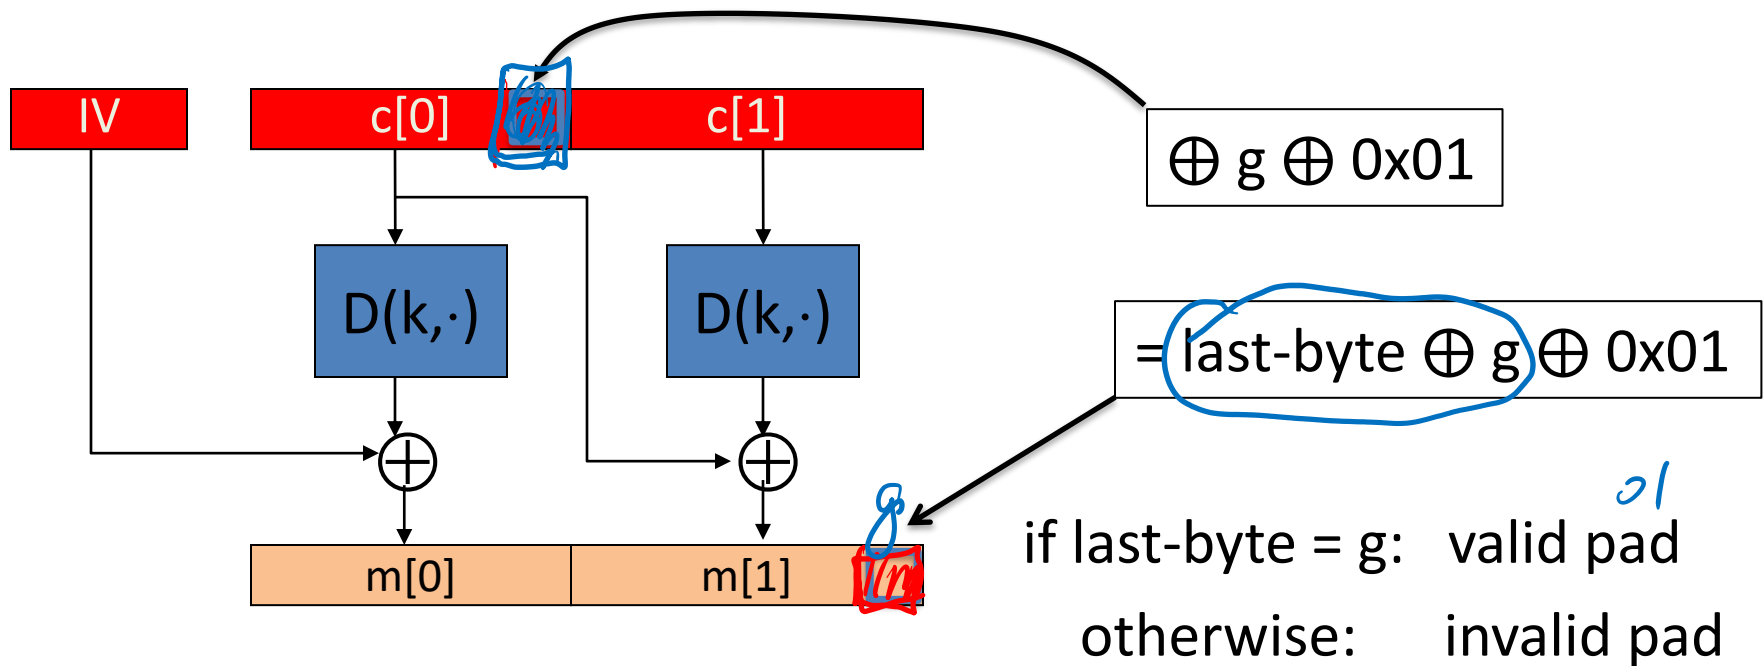 IV
c[0]
c[1]
⊕ g ⊕ 0x01
D(k,·)
D(k,·)
= last-byte ⊕ g ⊕ 0x01
g
01
if last-byte = g: valid pad
m[0]
m[1]
otherwise: invalid pad